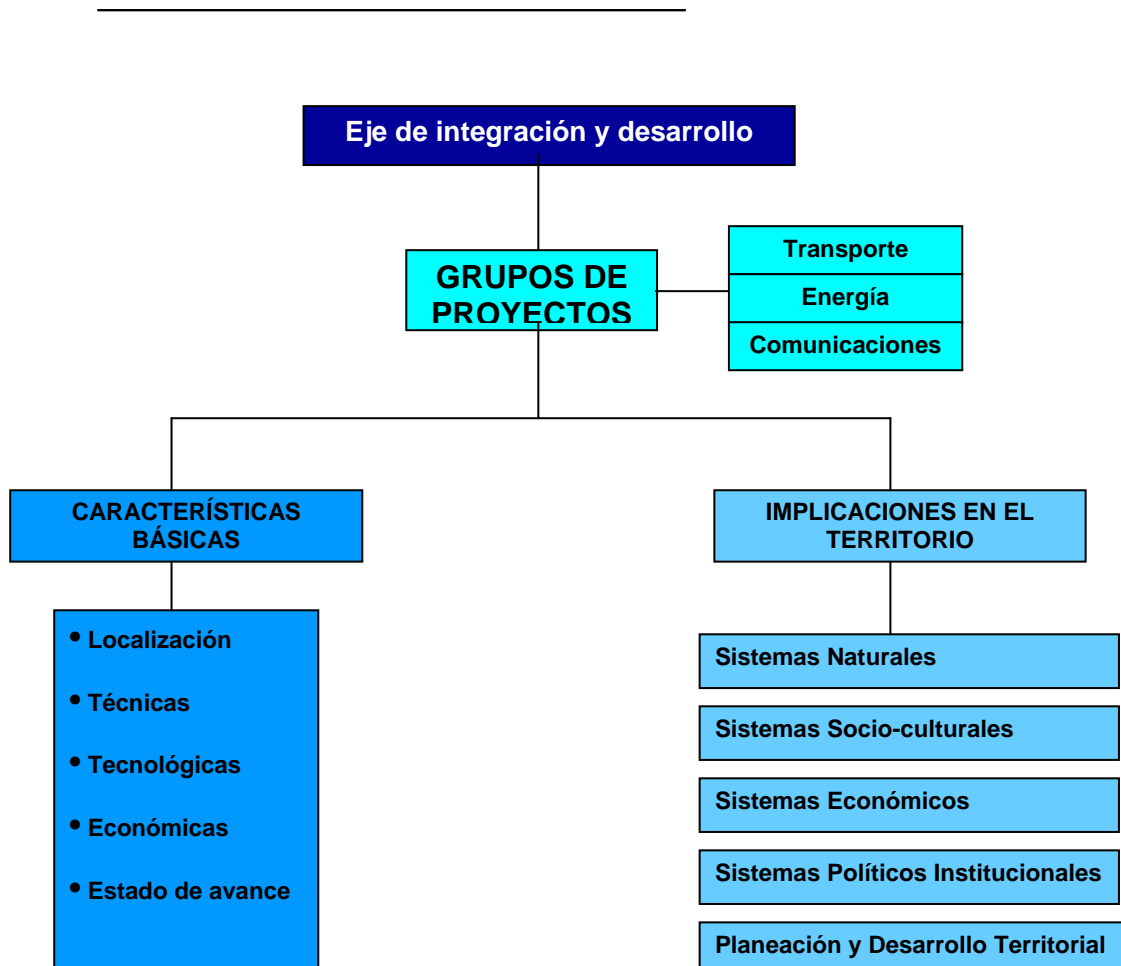 Eje de integración y desarrollo
GRUPOS DE
PROYECTOS
Transporte
Energía
Comunicaciones
CARACTERÍSTICAS
BÁSICAS
• Localización
• Técnicas
• Tecnológicas
• Económicas
• Estado de avance
IMPLICACIONES EN EL
TERRITORIO
Sistemas Naturales
Sistemas Socio-culturales
Sistemas Económicos
Sistemas Políticos Institucionales
Planeación y Desarrollo Territorial